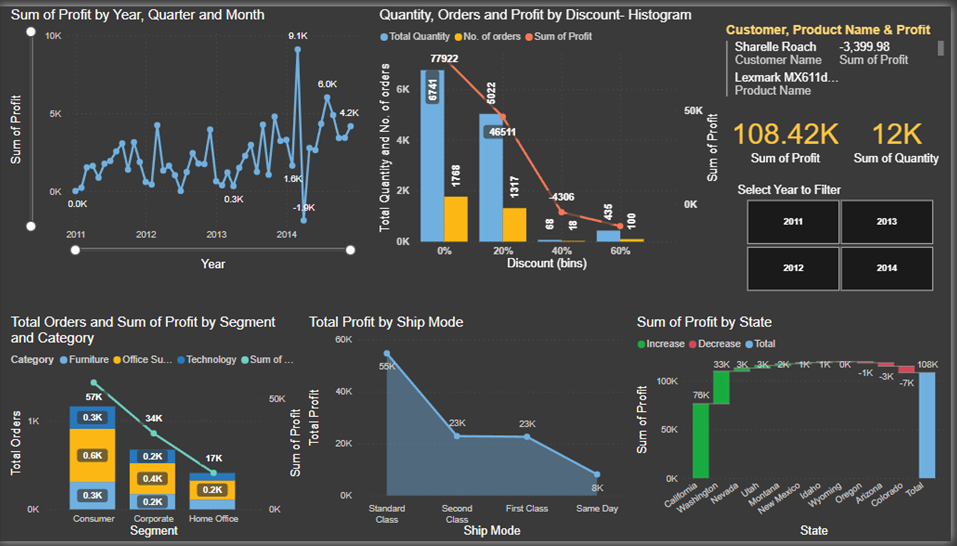 Sum of Profit by Year, Quarter and Month
10K
5K
0K
Sum of Profit
9.1K
6.0K
4.2K
1.6K
0.3K
0.0K
-1.9K
2011
2012
2013
2014
Year
Quantity, Orders and Profit by Discount- Histogram
Total Quantity
No. of orders
Sum of Profit
Total Quantity and No. of orders
6K
4K
2K
0K
77922
6741
1768
5022
46511
1317
-4306
68
18
435
100
0%
20%
40%
60%
Discount (bins)
50K
0K
Sum of Profit
Customer, Product Name & Profit
Sharelle Roach
-3,399.98
Customer Name
Sum of Profit
Lexmark MX611d...
Product Name
108.42K
12K
Sum of Profit
Sum of Quantity
Select Year to Filter
2011
2013
2012
2014
Total Orders and Sum of Profit by Segment
and Category
Category
Furniture
Office Su...
Technology
Sum of ...
Total Orders
1K
0K
57K
0.3K
0.6K
0.3K
34K
0.2K
0.4K
0.2K
17K
0.2K
Consumer
Corporate
Home Office
Segment
50K
0K
Sum of Profit
Total Profit by Ship Mode
Total Profit
60K
40K
20K
0K
55K
23K
23K
8K
Standard
Class
Second
Class
First Class
Same Day
Ship Mode
Sum of Profit by State
Increase
Decrease
Total
Sum of Profit
100K
50K
0K
76K
33K
3K
3K
2K
1K
1K
0K
-1K
-3K
-7K
108K
California
Washington
Nevada
Utah
Montana
New Mexico
Idaho
Wyoming
Oregon
Arizona
Colorado
Total
State